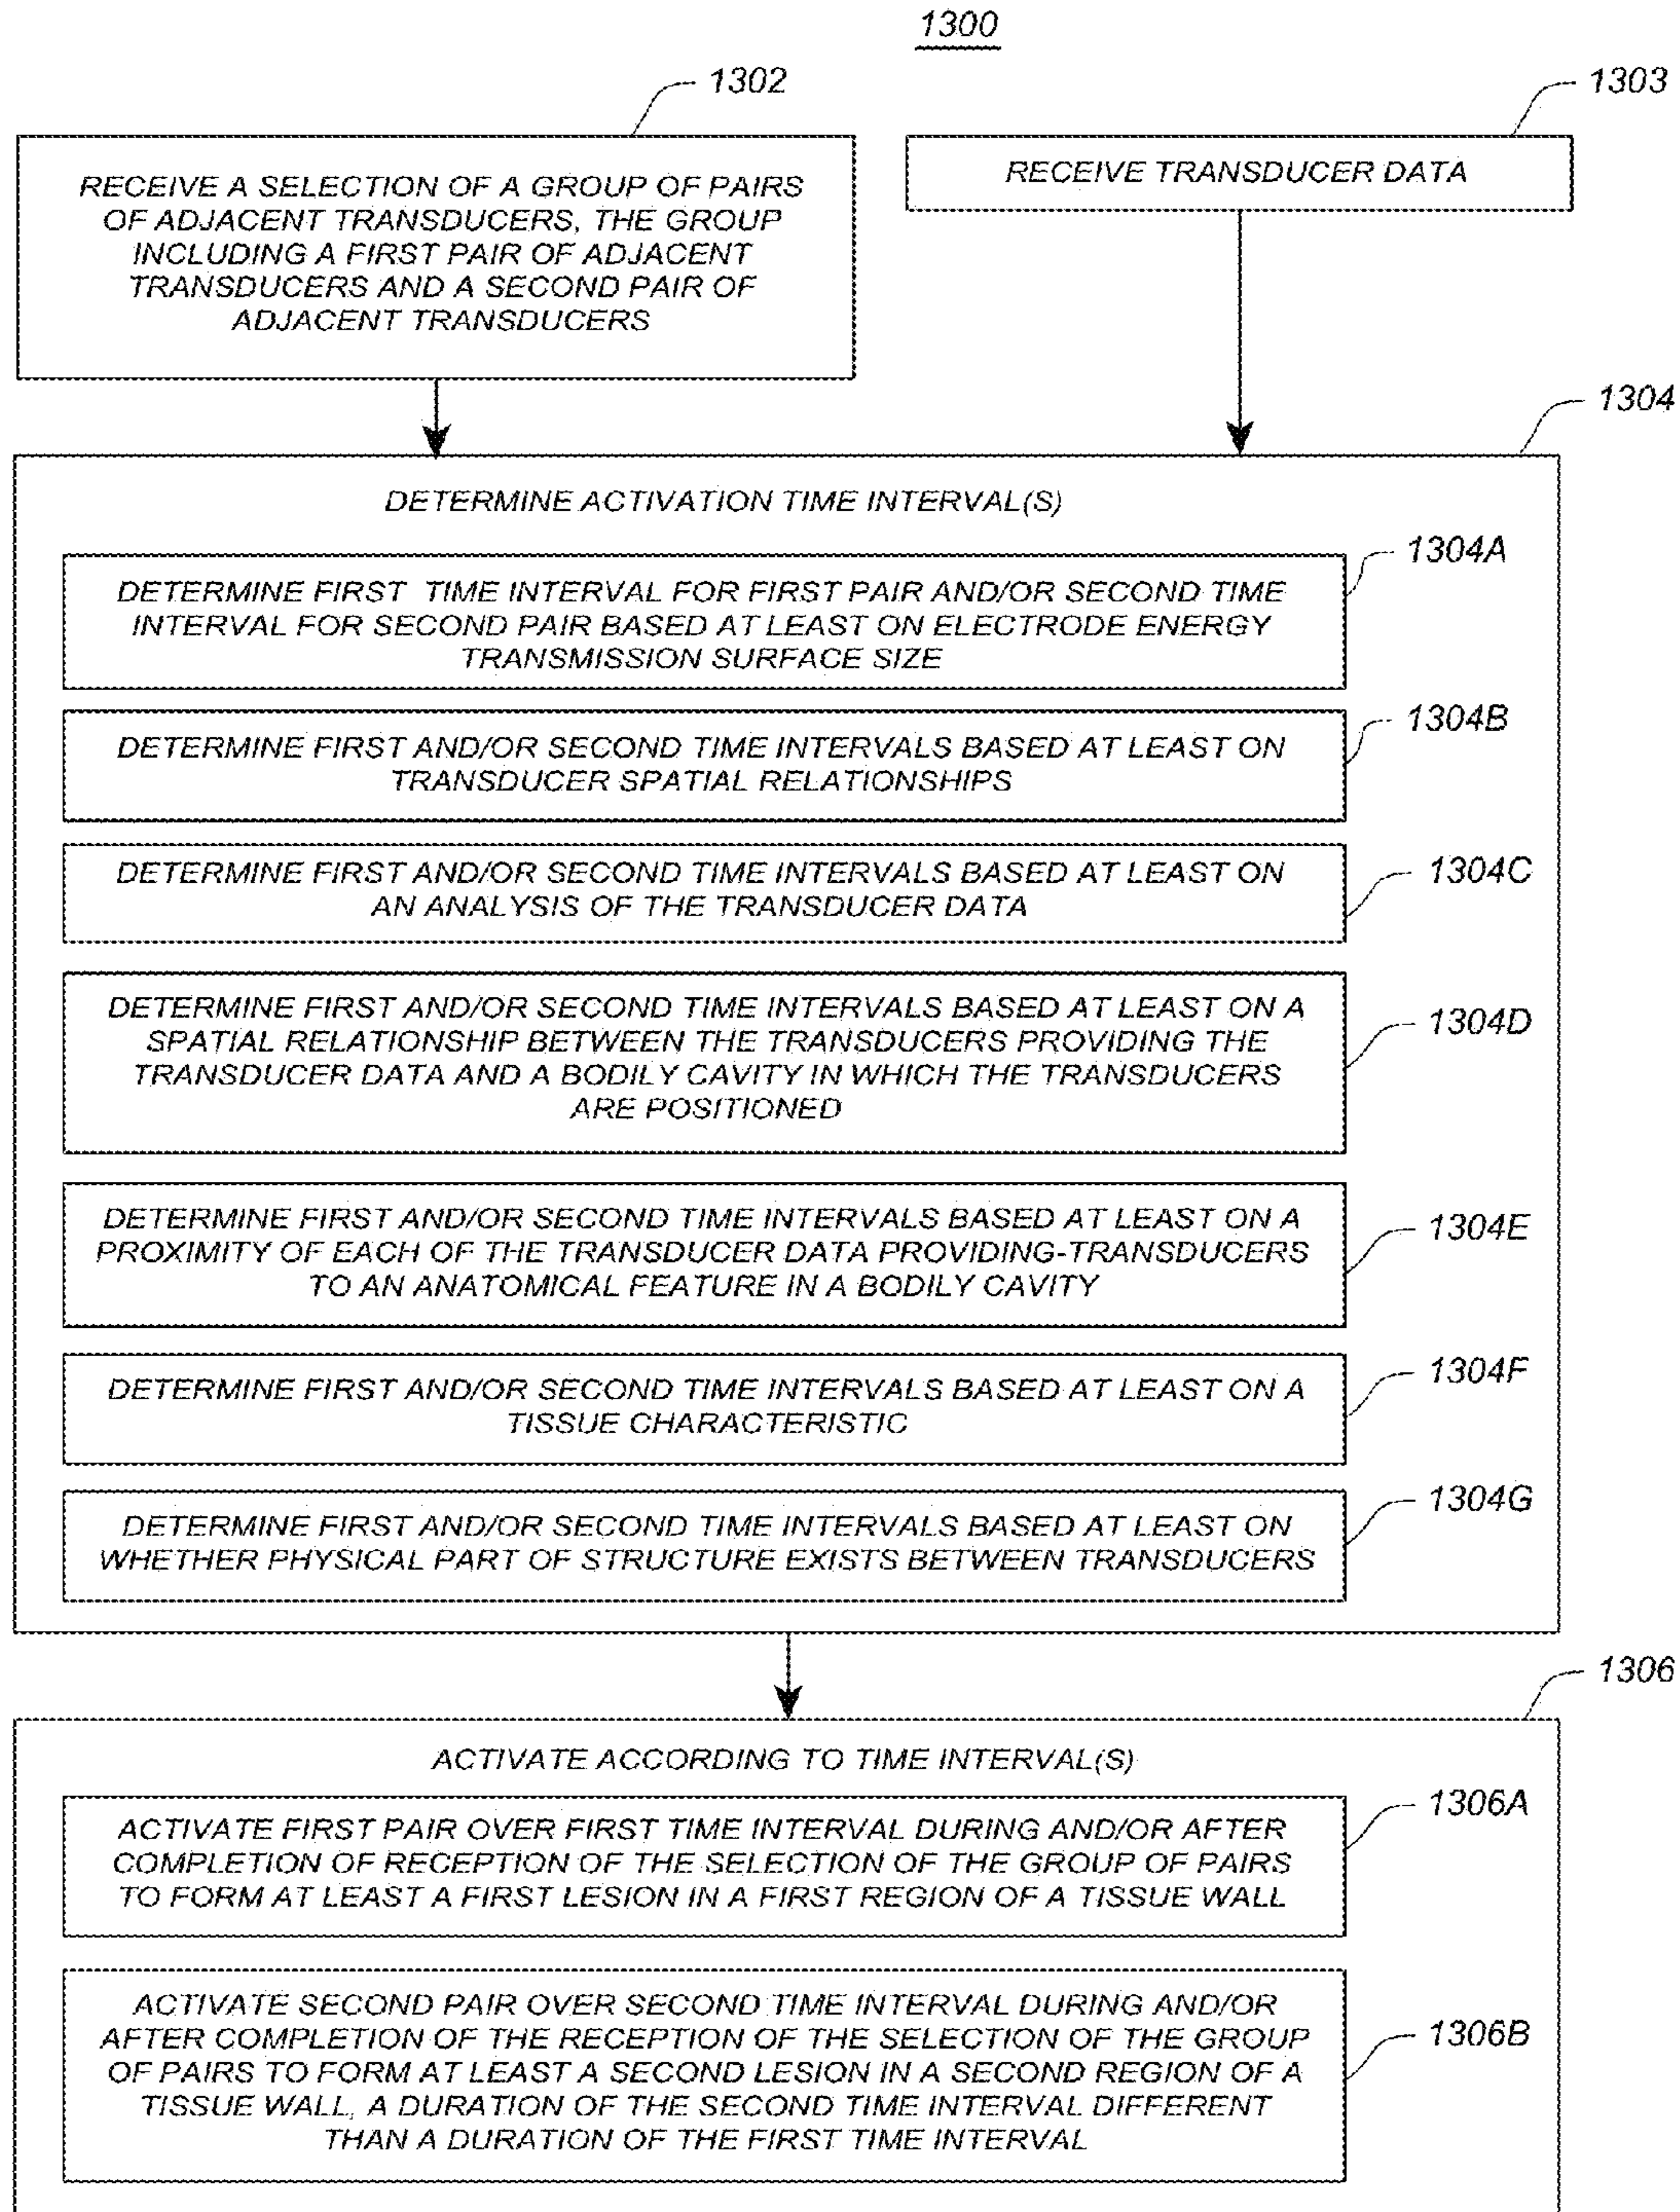 1300
1302
1303
RECEIVE A SELECTION OF A GROUP OF PAIRS
OF ADJACENT TRANSDUCERS, THE GROUP
INCLUDING A FIRST PAIR OF ADJACENT
TRANSDUCERS AND A SECOND PAIR OF
ADJACENT TRANSDUCERS
RECEIVE TRANSDUCER DATA
1304
DETERMINE ACTIVATION TIME INTERVAL(S)
1304A
DETERMINE FIRST TIME INTERVAL FOR FIRST PAIR AND/OR SECOND TIME
INTERVAL FOR SECOND PAIR BASED AT LEAST ON ELECTRODE ENERGY
TRANSMISSION SURFACE SIZE
1304B
DETERMINE FIRST AND/OR SECOND TIME INTERVALS BASED AT LEAST ON
TRANSDUCER SPATIAL RELATIONSHIPS
1304C
DETERMINE FIRST AND/OR SECOND TIME INTERVALS BASED AT LEAST ON
AN ANALYSIS OF THE TRANSDUCER DATA
1304D
DETERMINE FIRST AND/OR SECOND TIME INTERVALS BASED AT LEAST ON A
SPATIAL RELATIONSHIP BETWEEN THE TRANSDUCERS PROVIDING THE
TRANSDUCER DATA AND A BODILY CAVITY IN WHICH THE TRANSDUCERS
ARE POSITIONED
1304E
DETERMINE FIRST AND/OR SECOND TIME INTERVALS BASED AT LEAST ON A
PROXIMITY OF EACH OF THE TRANSDUCER DATA PROVIDING-TRANSDUCERS
TO AN ANATOMICAL FEATURE IN A BODILY CAVITY
1304F
DETERMINE FIRST AND/OR SECOND TIME INTERVALS BASED AT LEAST ON A
TISSUE CHARACTERISTIC
1304G
DETERMINE FIRST AND/OR SECOND TIME INTERVALS BASED AT LEAST ON
WHETHER PHYSICAL PART OF STRUCTURE EXISTS BETWEEN TRANSDUCERS
1306
ACTIVATE ACCORDING TO TIME INTERVAL(S)
1306A
ACTIVATE FIRST PAIR OVER FIRST TIME INTERVAL DURING AND/OR AFTER
COMPLETION OF RECEPTION OF THE SELECTION OF THE GROUP OF PAIRS
TO FORM AT LEAST A FIRST LESION IN A FIRST REGION OF A TISSUE WALL
1306B
ACTIVATE SECOND PAIR OVER SECOND TIME INTERVAL DURING AND/OR
AFTER COMPLETION OF THE RECEPTION OF THE SELECTION OF THE GROUP
OF PAIRS TO FORM AT LEAST A SECOND LESION IN A SECOND REGION OF A
TISSUE WALL, A DURATION OF THE SECOND TIME INTERVAL DIFFERENT
THAN A DURATION OF THE FIRST TIME INTERVAL